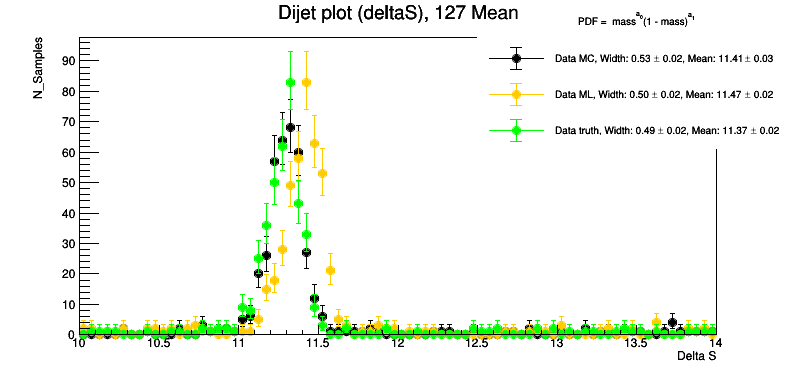 Dijet plot (deltaS), 127 Mean
PDF = mass^a0(1 - mass)^a1
Data MC, Width: 0.53 ± 0.02, Mean: 11.41 ± 0.03
Data ML, Width: 0.50 ± 0.02, Mean: 11.47 ± 0.02
Data truth, Width: 0.49 ± 0.02, Mean: 11.37 ± 0.02
N_Samples
90
80
70
60
50
40
30
20
10
0
10 10.5 11 11.5 12 12.5 13 13.5 14
Delta S